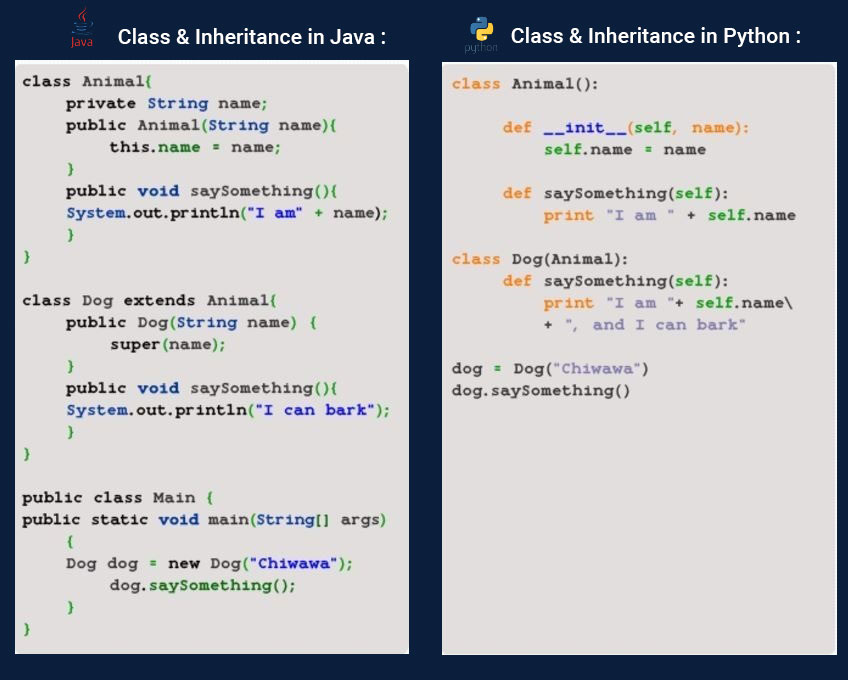 Java
Class & Inheritance in Java :
class Animal{
private String name;
public Animal(String name){
this.name = name;
}
public void saySomething(){
System.out.println("I am" + name);
}
}
class Dog extends Animal{
public Dog(String name) {
super(name);
}
public void saySomething(){
System.out.println("I can bark");
}
}
public class Main {
public static void main(String[] args)
{
Dog dog = new Dog("Chiwawa");
dog.saySomething();
}
}
python
Class & Inheritance in Python :
class Animal():
def __init__(self, name):
self.name = name
def saySomething(self):
print "I am " + self.name
class Dog(Animal):
def saySomething(self):
print "I am "+ self.name\
+ ", and I can bark"
dog = Dog("Chiwawa")
dog.saySomething()